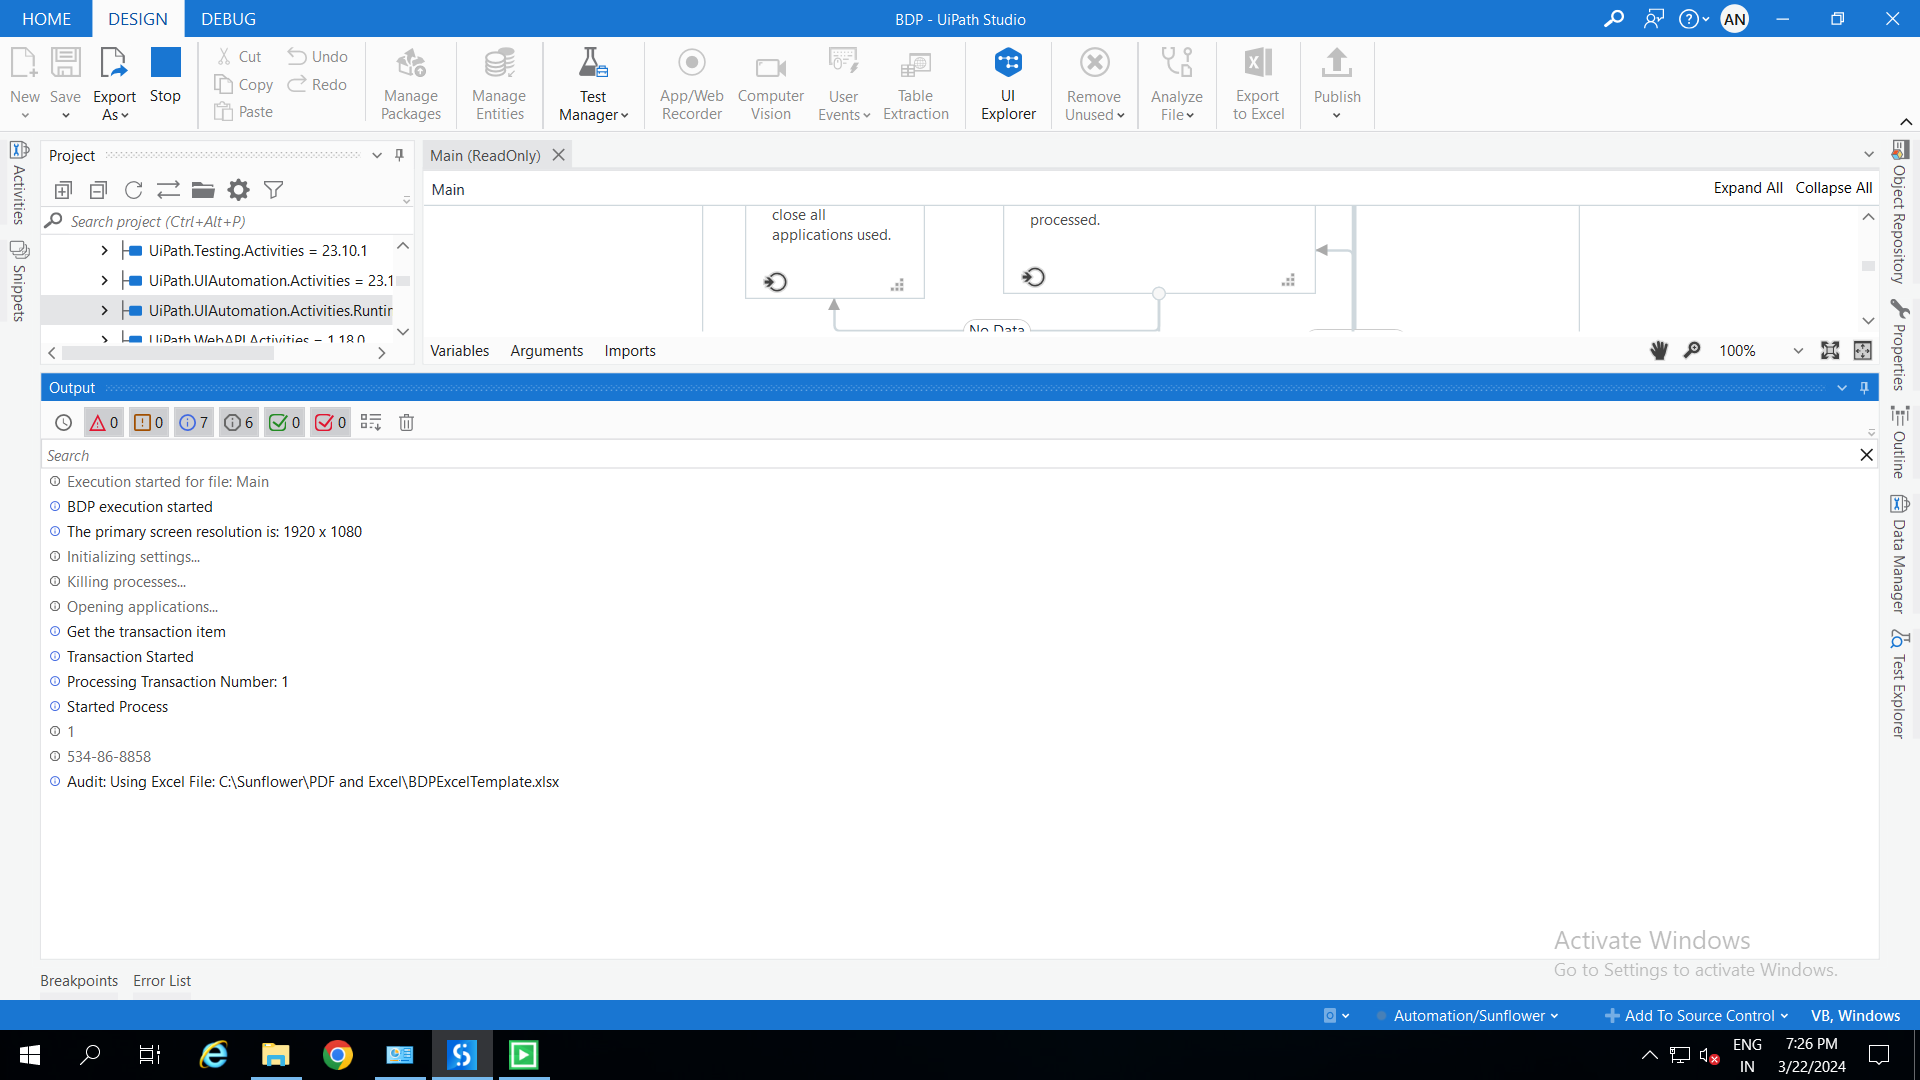 HOME DESIGN DEBUG BDP - UiPath Studio AN
New Save Export As Stop
Cut Undo
Copy Redo
Paste
Manage Packages
Manage Entities
Test Manager
App/Web Recorder
Computer Vision
User Events
Table Extraction
UI Explorer
Remove Unused
Analyze File
Export to Excel
Publish
Activities
Snippets
Project
Search project (Ctrl+Alt+P)
UiPath.Testing.Activities = 23.10.1
UiPath.UIAutomation.Activities = 23.1
UiPath.UIAutomation.Activities.Runtin
UiPath.WebAPI.Activities = 1.18.0
Main (ReadOnly)
Main Expand All Collapse All
close all
applications used.
processed.
No Data
Variables Arguments Imports 100%
Object Repository
Properties
Outline
Data Manager
Test Explorer
Output
0 0 7 6 0 0
Search
Execution started for file: Main
BDP execution started
The primary screen resolution is: 1920 x 1080
Initializing settings...
Killing processes...
Opening applications...
Get the transaction item
Transaction Started
Processing Transaction Number: 1
Started Process
1
534-86-8858
Audit: Using Excel File: C:\Sunflower\PDF and Excel\BDPExcelTemplate.xlsx
Activate Windows
Go to Settings to activate Windows.
Breakpoints Error List
Automation/Sunflower Add To Source Control VB, Windows
ENG 7:26 PM
IN 3/22/2024